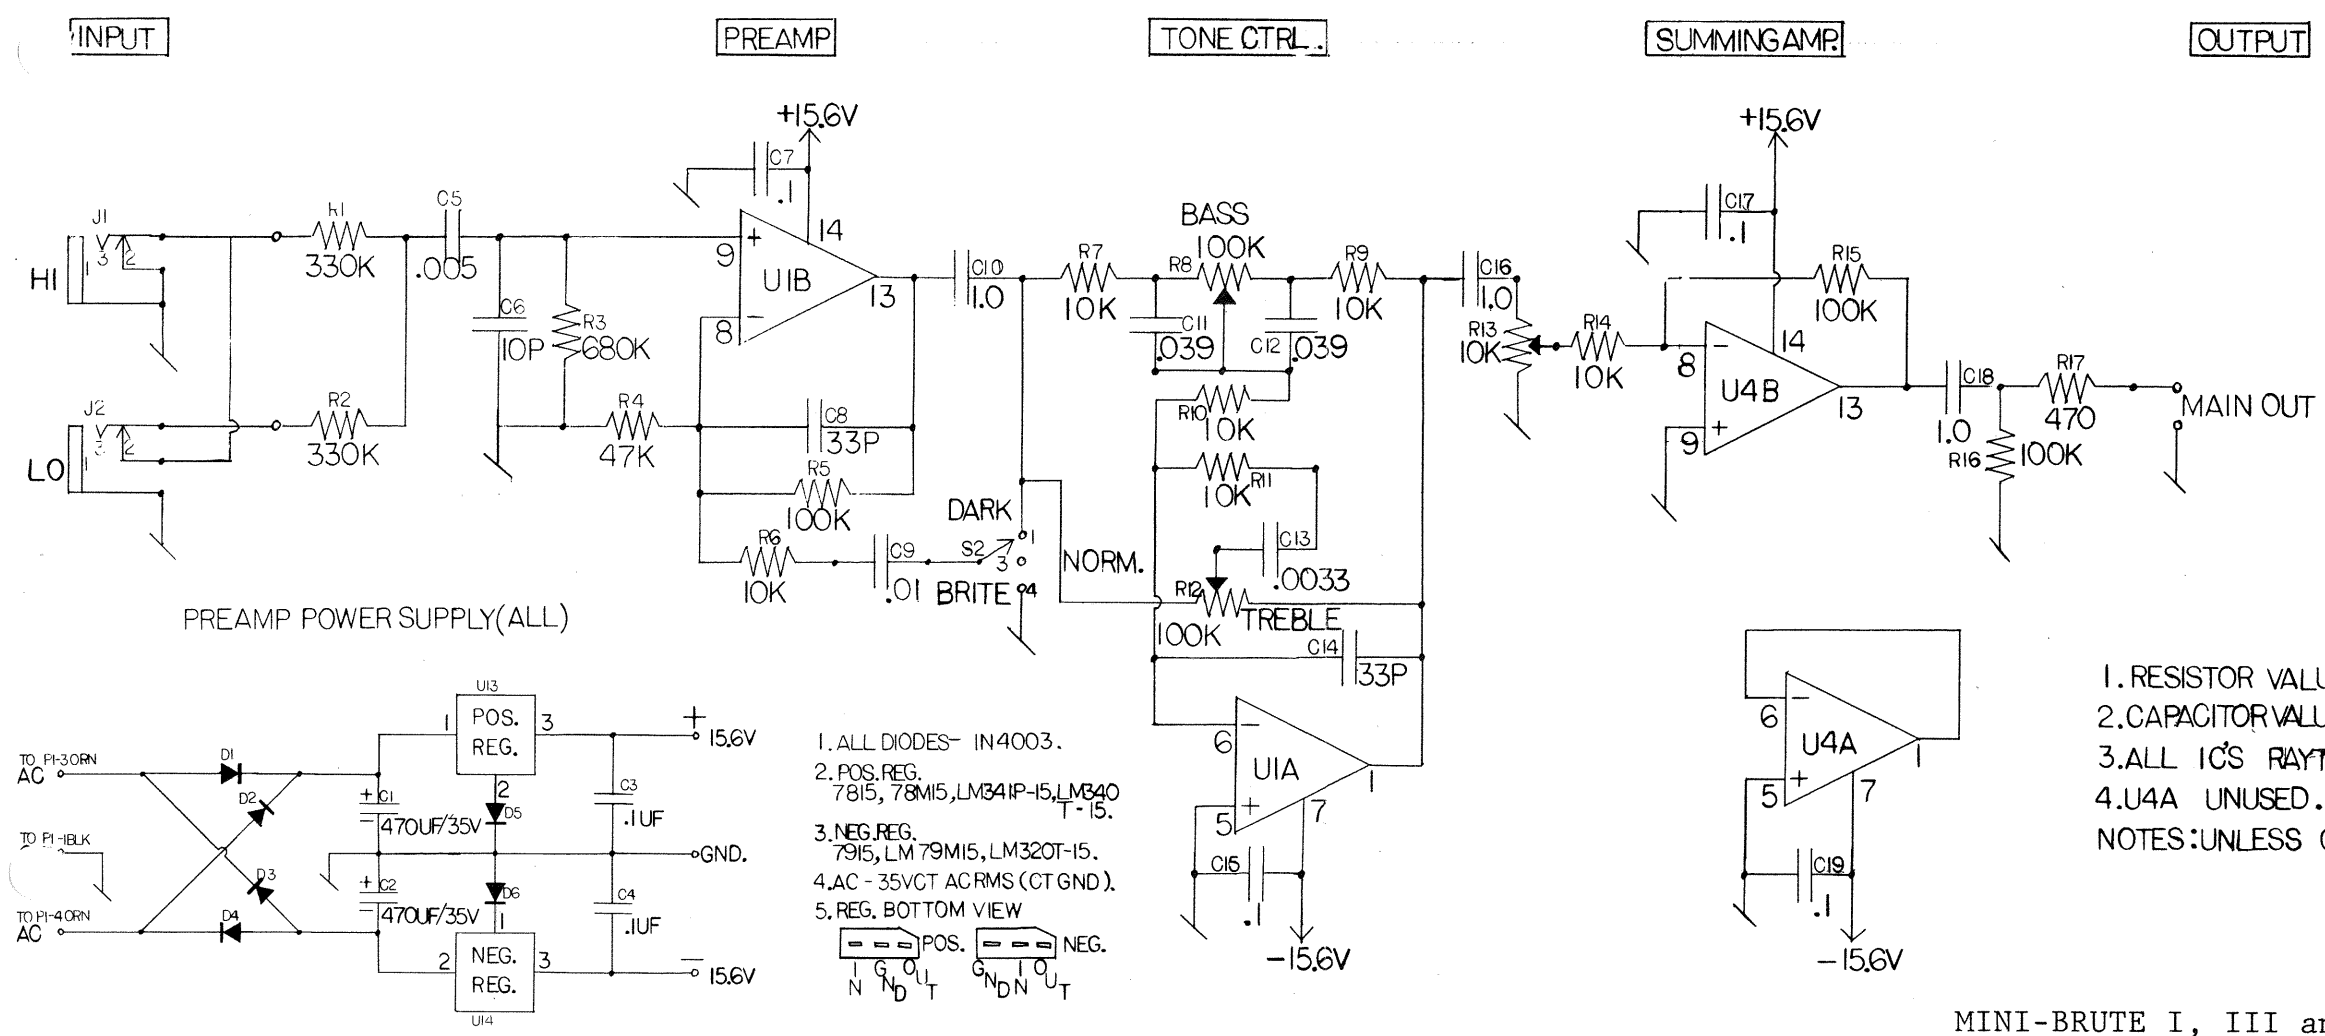 INPUT
PREAMP
TONE CTRL.
SUMMING AMP.
OUTPUT
+15.6V
C7
.1
J1
3
2
1
HI
R1
330K
C5
.005
9
+
14
U1B
13
8
−
C6
10P
R3
680K
J2
3
2
1
LO
R2
330K
R4
47K
C8
33P
R5
100K
R6
10K
C9
.01
S2
DARK
1
3
NORM.
BRITE
4
C10
1.0
R7
10K
BASS
100K
R8
R9
10K
C11
.039
C12
.039
R10
10K
R11
10K
C13
.0033
R12
100K
TREBLE
C14
33P
6
−
U1A
1
5
+
7
C15
.1
−15.6V
C16
1.0
R13
10K
R14
10K
+15.6V
C17
.1
R15
100K
8
−
14
U4B
13
9
+
C18
1.0
R16
100K
R17
470
MAIN OUT
6
−
U4A
1
5
+
7
C19
.1
−15.6V
PREAMP POWER SUPPLY (ALL)
TO P1-3 ORN
AC
TO P1-1BLK
TO P1-4 ORN
AC
D1
D2
D3
D4
+
C1
−
470UF/35V
+
C2
−
470UF/35V
U13
1
POS.
REG.
3
2
D5
D6
1
2
NEG.
REG.
3
U14
C3
.1UF
C4
.1UF
+
15.6V
GND.
−
15.6V
1. ALL DIODES- IN4003.
2. POS. REG.
7815, 78M15, LM341P-15, LM340
T-15.
3. NEG. REG.
7915, LM79M15, LM320T-15.
4. AC - 35VCT AC RMS (CT GND).
5. REG. BOTTOM VIEW
POS.
NEG.
IN
GND
OUT
GND
IN
OUT
1. RESISTOR VALU
2. CAPACITOR VALU
3. ALL IC'S RAYT
4. U4A UNUSED.
NOTES: UNLESS
MINI-BRUTE I, III a